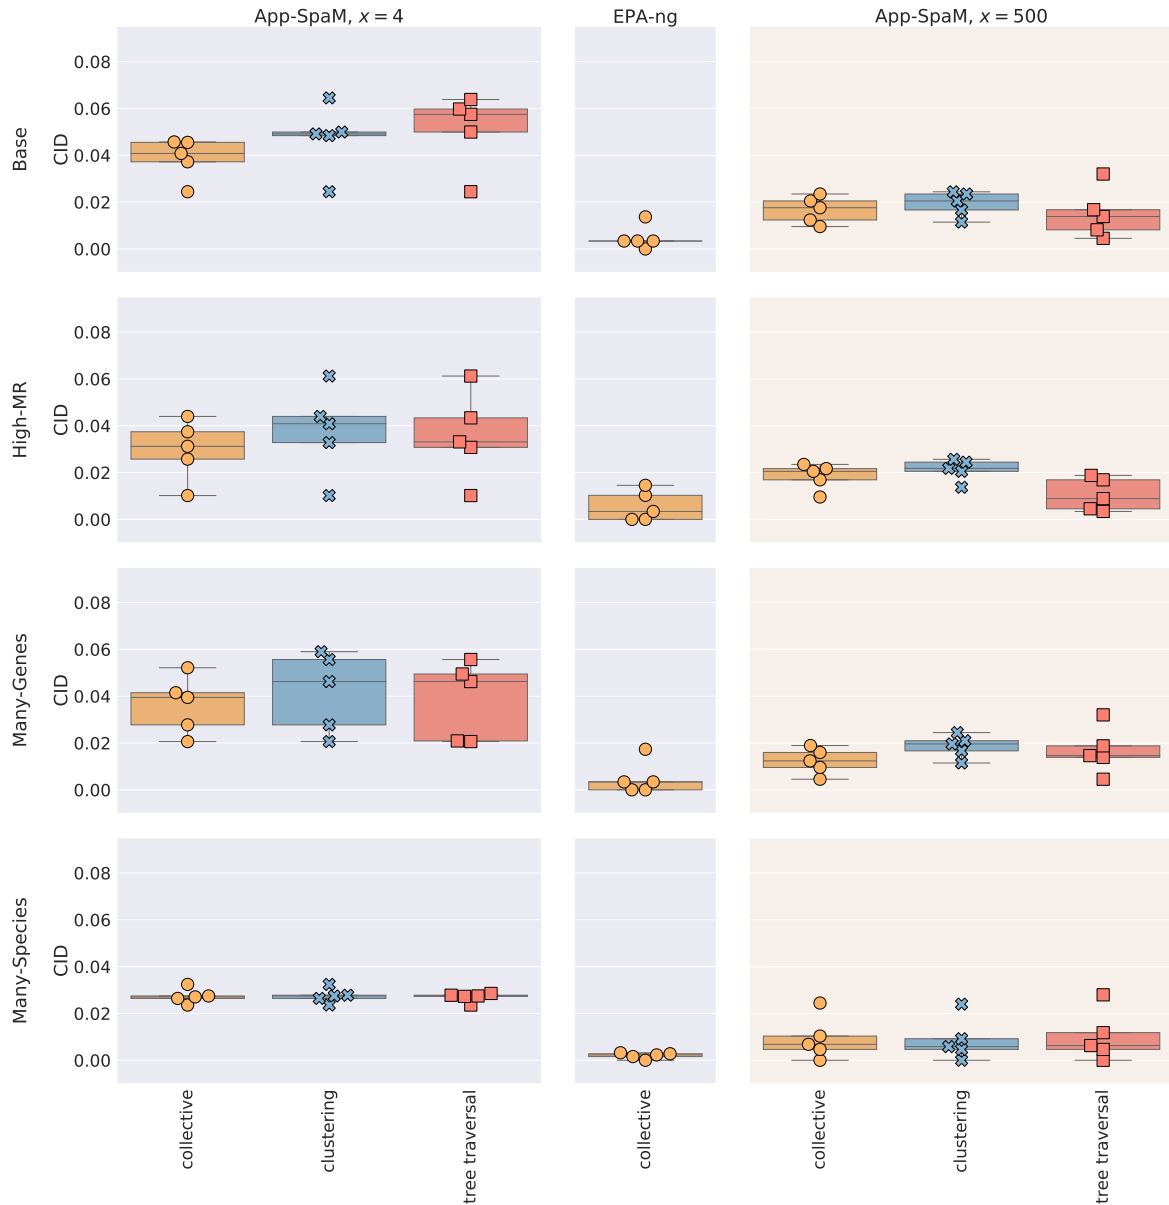 App-SpaM, x = 4
EPA-ng
App-SpaM, x = 500
Base
CID
0.08
0.06
0.04
0.02
0.00
High-MR
CID
0.08
0.06
0.04
0.02
0.00
Many-Genes
CID
0.08
0.06
0.04
0.02
0.00
Many-Species
CID
0.08
0.06
0.04
0.02
0.00
collective
clustering
tree traversal
collective
collective
clustering
tree traversal